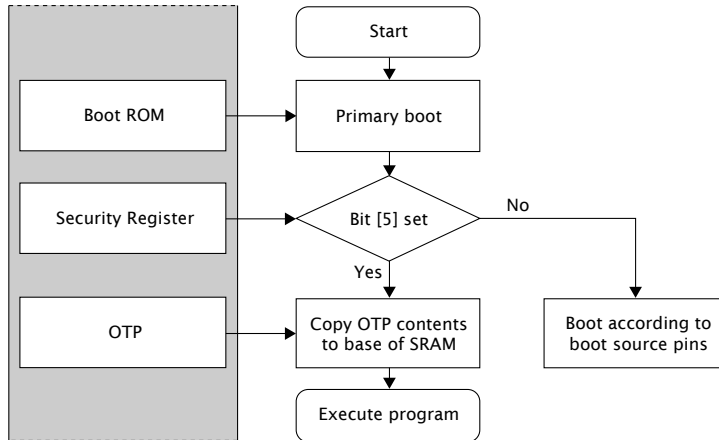 Start
Boot ROM
Primary boot
Security Register
Bit [5] set
No
Yes
OTP
Copy OTP contents
to base of SRAM
Boot according to
boot source pins
Execute program